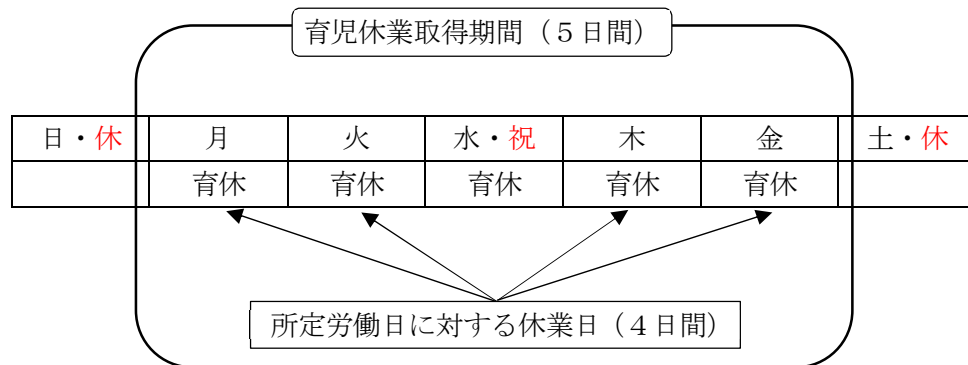 育児休業取得期間（５日間）
日・休 月 火 水・祝 木 金 土・休
育休 育休 育休 育休 育休
所定労働日に対する休業日（４日間）